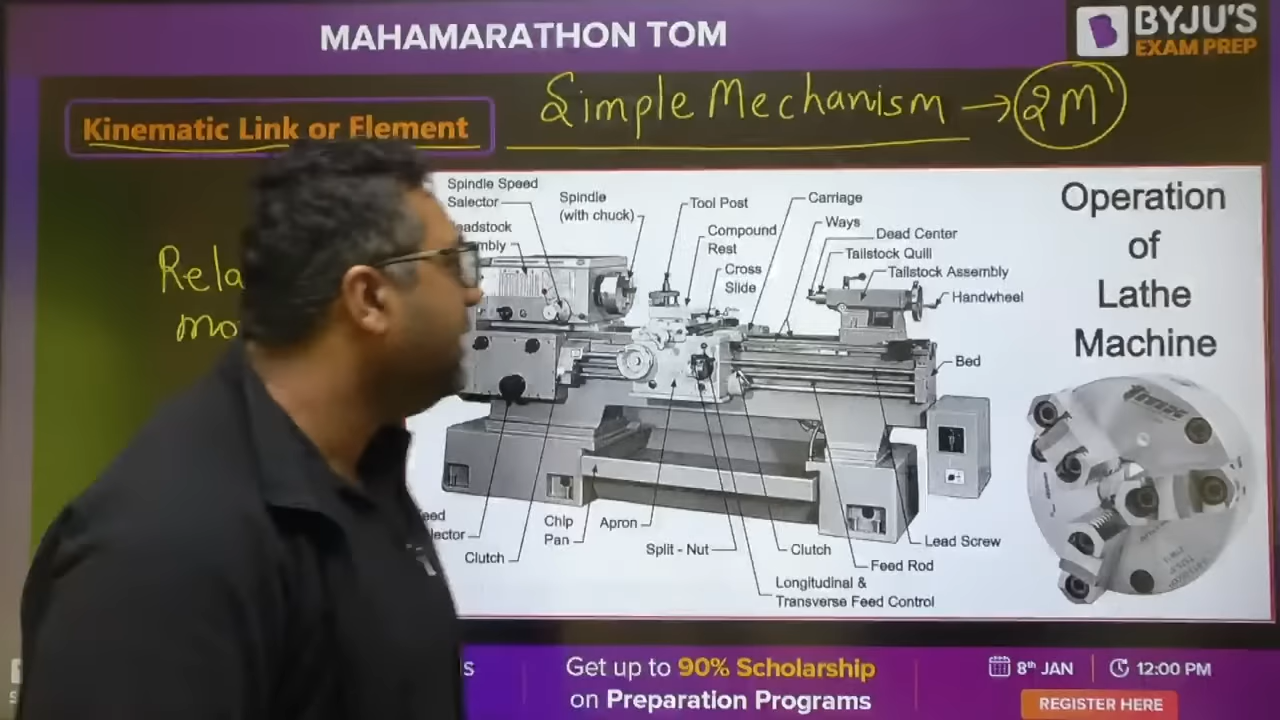 MAHAMARATHON TOM
BYJU'S
EXAM PREP
Kinematic Link or Element
Simple Mechanism → 2M
Spindle Speed
Salector
Spindle
(with chuck)
Tool Post
Carriage
Compound
Rest
Ways
Dead Center
Cross
Slide
Tailstock Quill
Tailstock Assembly
Handwheel
Bed
Operation
of
Lathe
Machine
Chip
Pan
Apron
Clutch
Split - Nut
Clutch
Lead Screw
Feed Rod
Longitudinal &
Transverse Feed Control
Get up to 90% Scholarship
on Preparation Programs
8th JAN
12:00 PM
REGISTER HERE